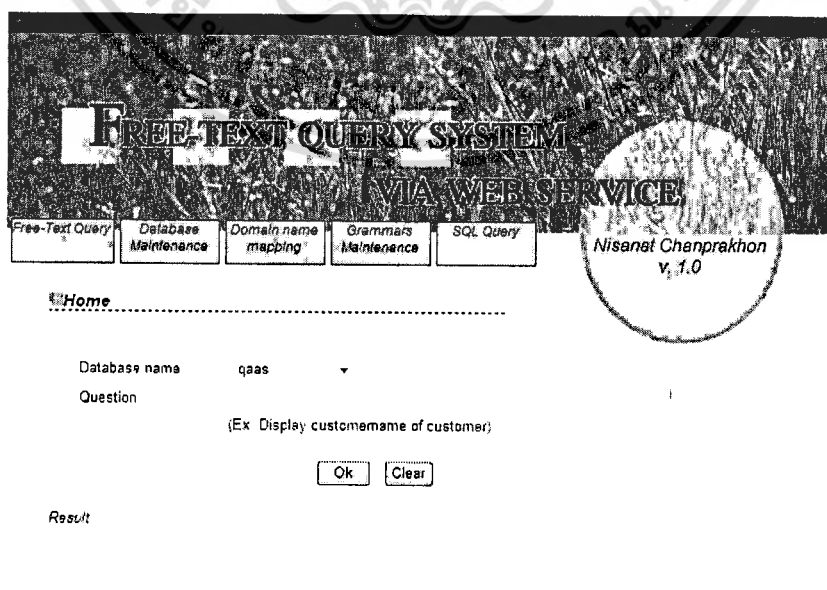 FREE-TEXT QUERY SYSTEM
VIA WEB SERVICE
Free-Text Query
Database Maintenance
Domain name mapping
Grammars Maintenance
SQL Query
Nisanat Chanprakhon
v. 1.0
Home
Database name qaas
Question
(Ex Display customername of customer)
Ok Clear
Result